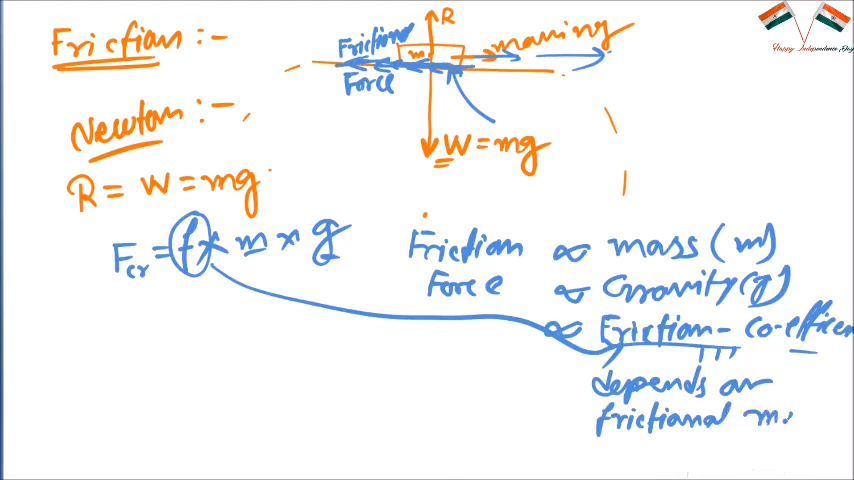 Friction :-
R
Friction
m
moving
Force
W = mg
Happy Independence Day
Newton :-
R = W = mg
Fcr = f x m x g
Friction ∝ mass (m)
Force ∝ Gravity (g)
∝ Friction - co-efficen
depends on
frictional m.